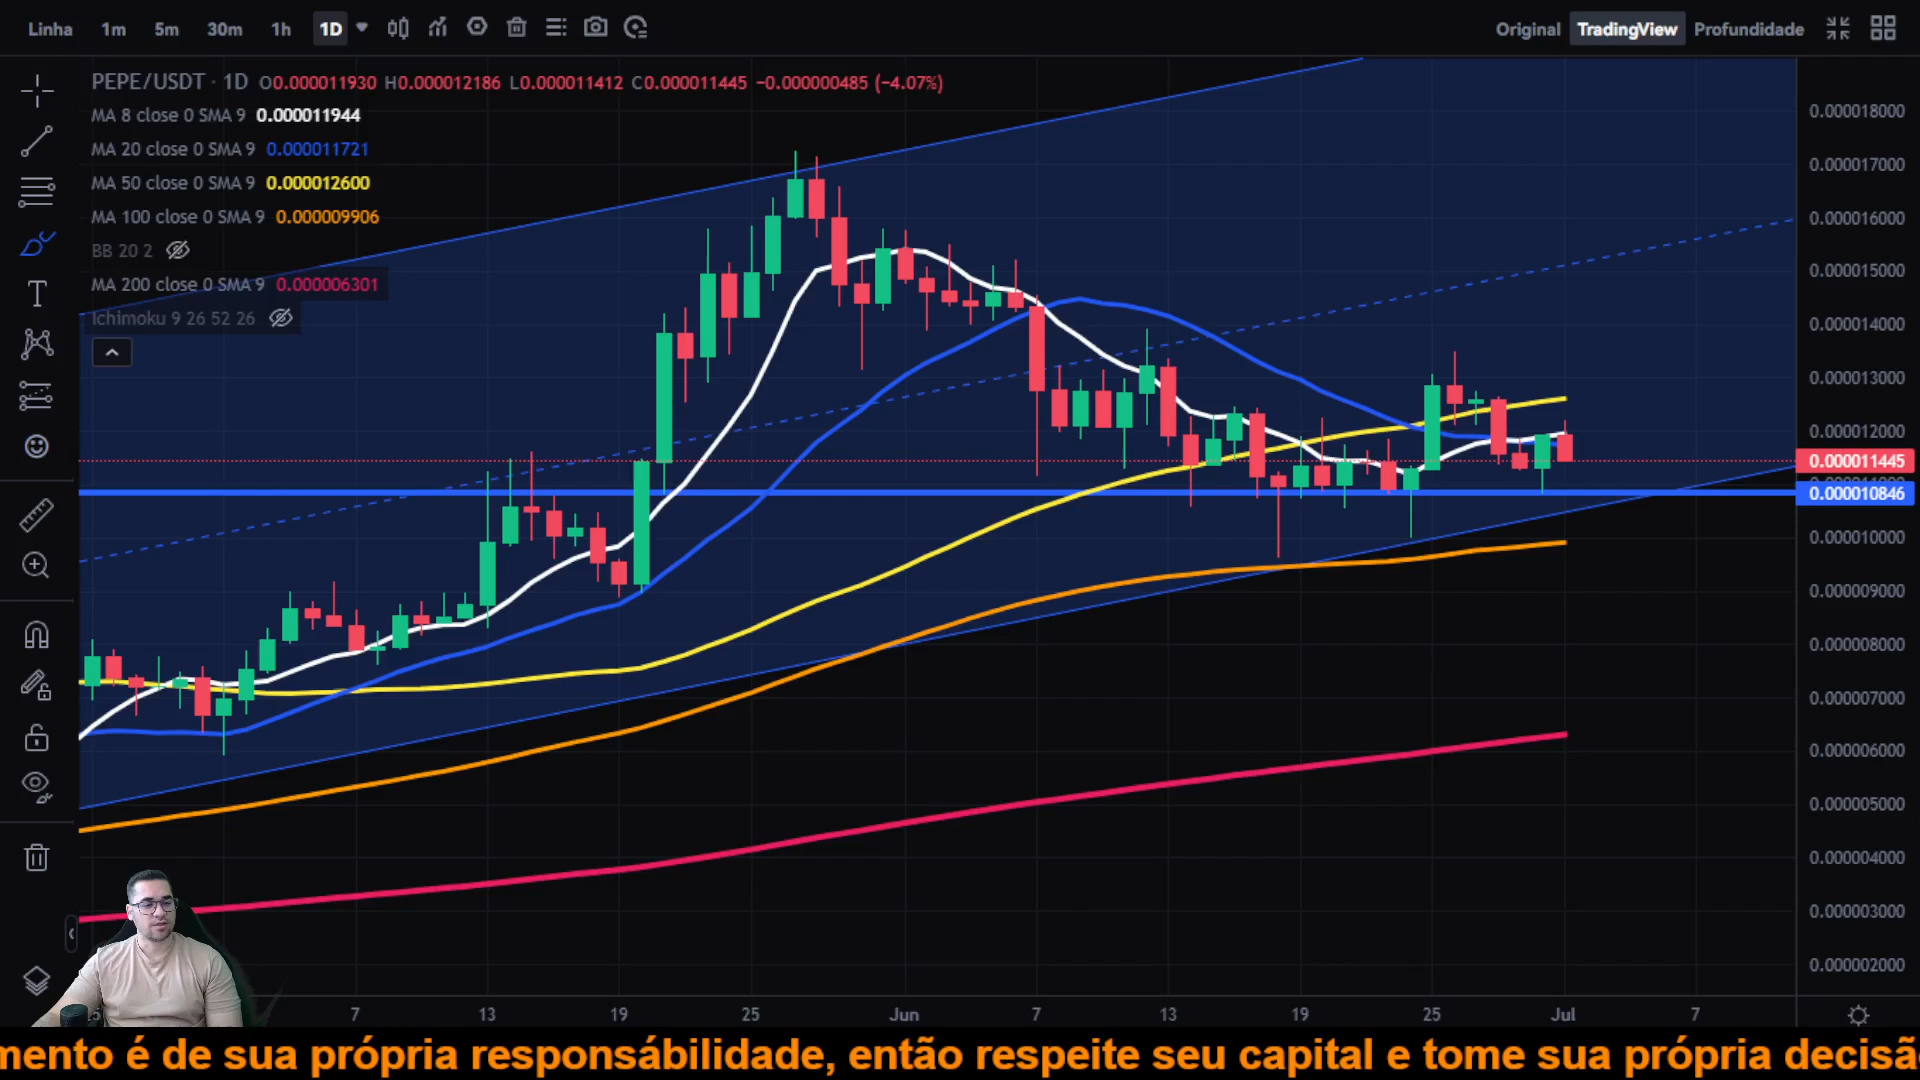 Linha 1m 5m 30m 1h 1D Original TradingView Profundidade
PEPE/USDT · 1D O0.000011930 H0.000012186 L0.000011412 C0.000011445 −0.000000485 (−4.07%)
MA 8 close 0 SMA 9 0.000011944
MA 20 close 0 SMA 9 0.000011721
MA 50 close 0 SMA 9 0.000012600
MA 100 close 0 SMA 9 0.000009906
BB 20 2
MA 200 close 0 SMA 9 0.000006301
Ichimoku 9 26 52 26
0.000018000
0.000017000
0.000016000
0.000015000
0.000014000
0.000013000
0.000012000
0.000011445
0.000010846
0.000010000
0.000009000
0.000008000
0.000007000
0.000006000
0.000005000
0.000004000
0.000003000
0.000002000
7 13 19 25 Jun 7 13 19 25 Jul 7
mento é de sua própria responsábilidade, então respeite seu capital e tome sua própria decisã